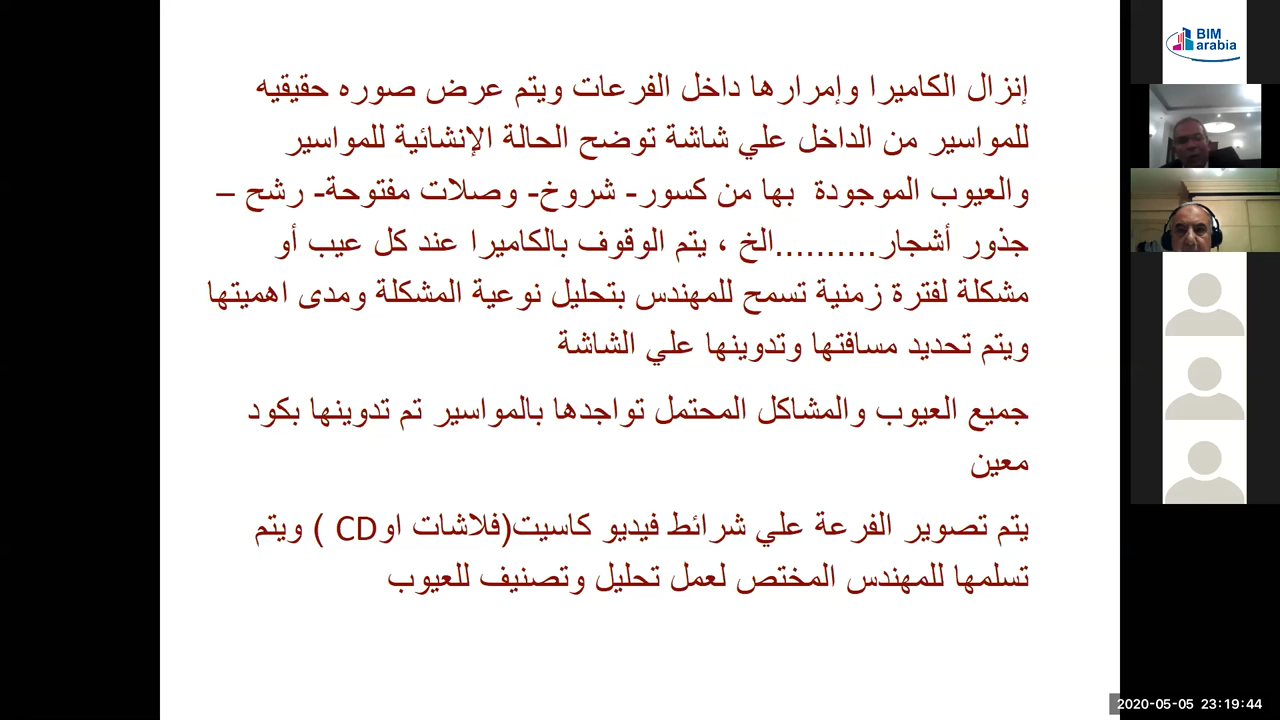 إنزال الكاميرا وإمرارها داخل الفرعات ويتم عرض صوره حقيقيه
للمواسير من الداخل علي شاشة توضح الحالة الإنشائية للمواسير
والعيوب الموجودة بها من كسور- شروخ- وصلات مفتوحة- رشح –
جذور أشجار..........الخ ، يتم الوقوف بالكاميرا عند كل عيب أو
مشكلة لفترة زمنية تسمح للمهندس بتحليل نوعية المشكلة ومدى اهميتها
ويتم تحديد مسافتها وتدوينها علي الشاشة
جميع العيوب والمشاكل المحتمل تواجدها بالمواسير تم تدوينها بكود
معين
يتم تصوير الفرعة علي شرائط فيديو كاسيت(فلاشات اوCD ) ويتم
تسلمها للمهندس المختص لعمل تحليل وتصنيف للعيوب
BIM
arabia
2020-05-05 23:19:44